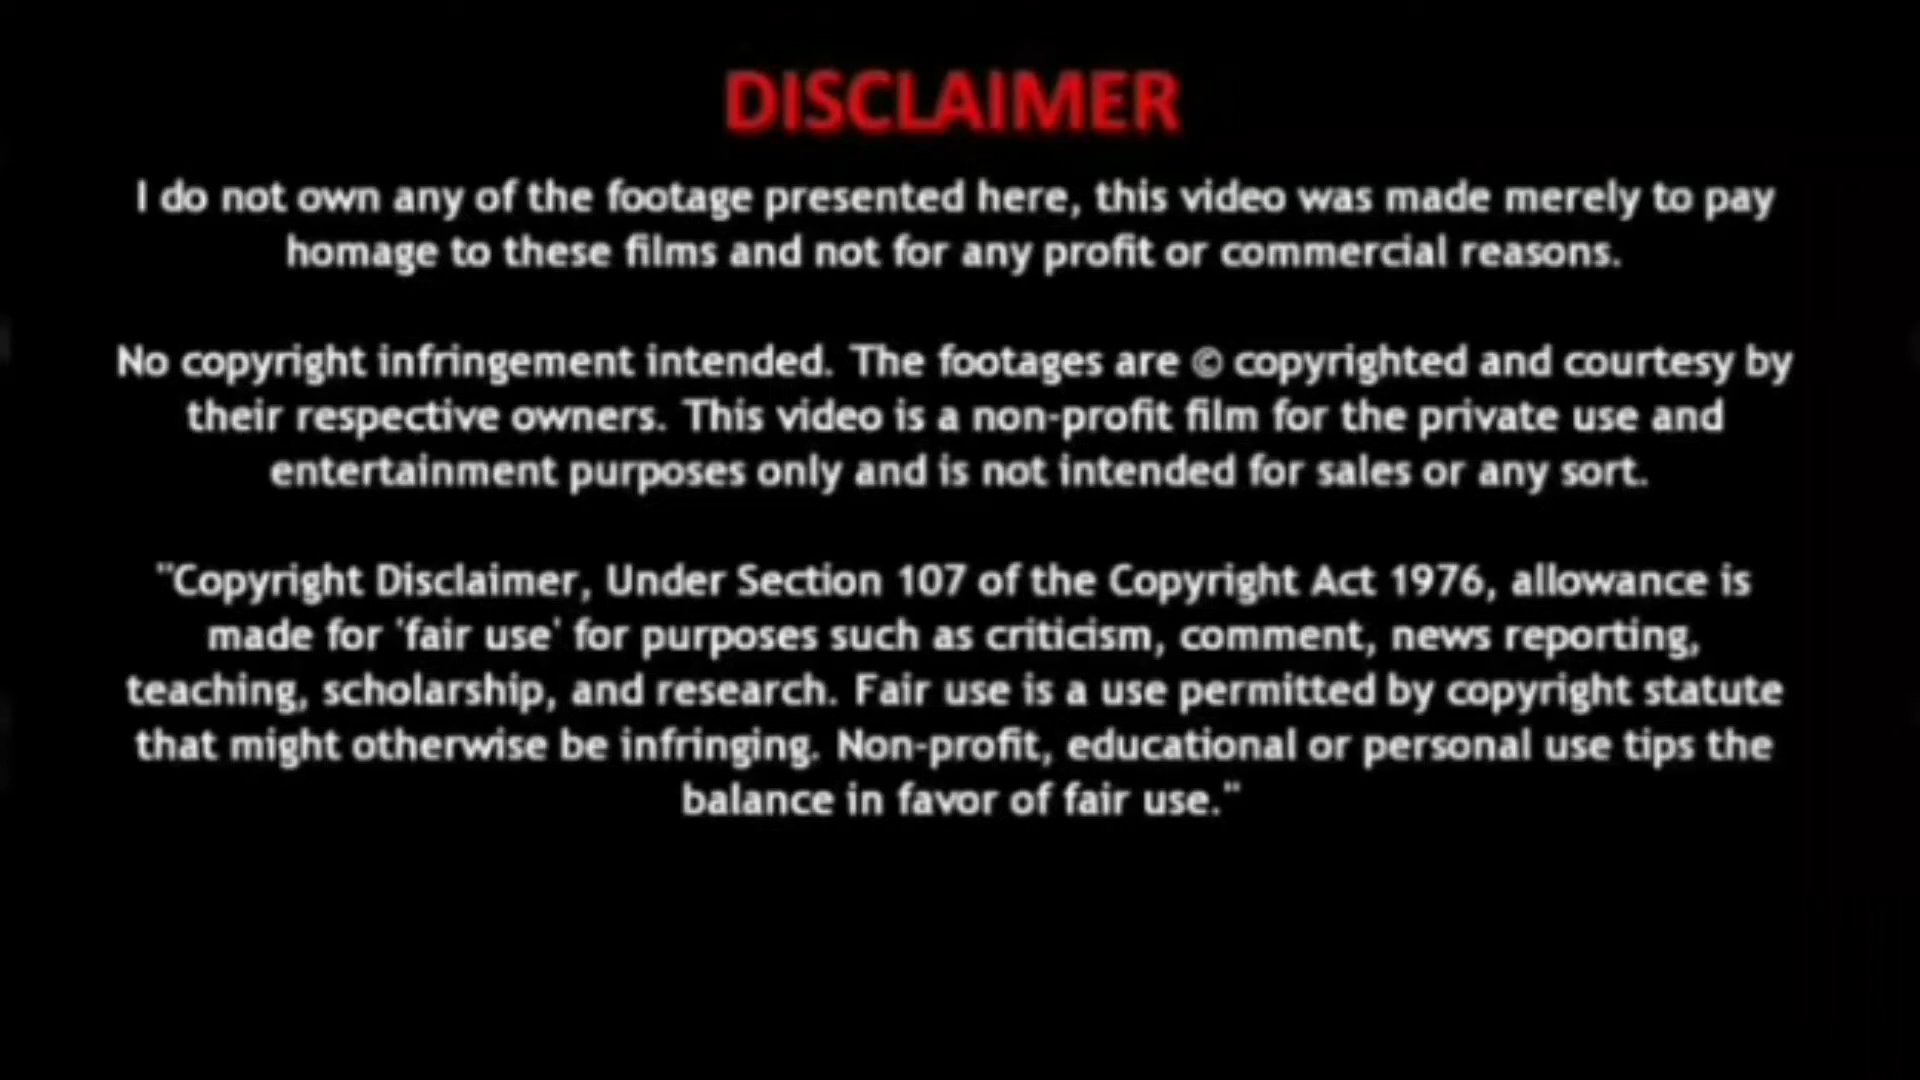 DISCLAIMER
I do not own any of the footage presented here, this video was made merely to pay
homage to these films and not for any profit or commercial reasons.
No copyright infringement intended. The footages are © copyrighted and courtesy by
their respective owners. This video is a non-profit film for the private use and
entertainment purposes only and is not intended for sales or any sort.
"Copyright Disclaimer, Under Section 107 of the Copyright Act 1976, allowance is
made for 'fair use' for purposes such as criticism, comment, news reporting,
teaching, scholarship, and research. Fair use is a use permitted by copyright statute
that might otherwise be infringing. Non-profit, educational or personal use tips the
balance in favor of fair use."